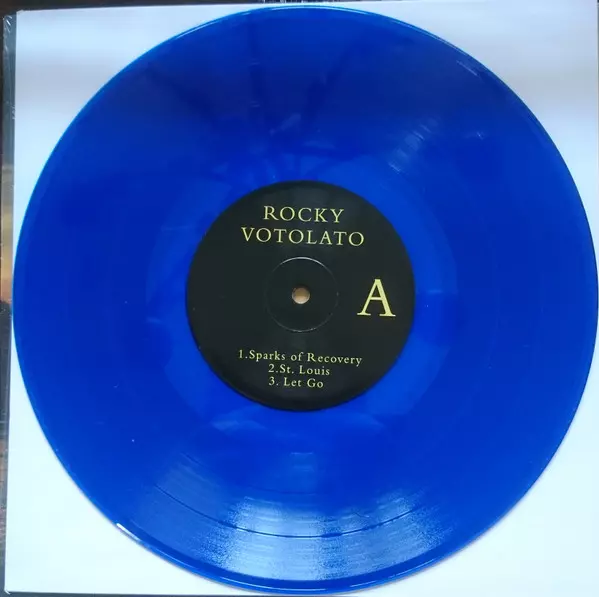 ROCKY
VOTOLATO
A
1.Sparks of Recovery
2.St. Louis
3. Let Go